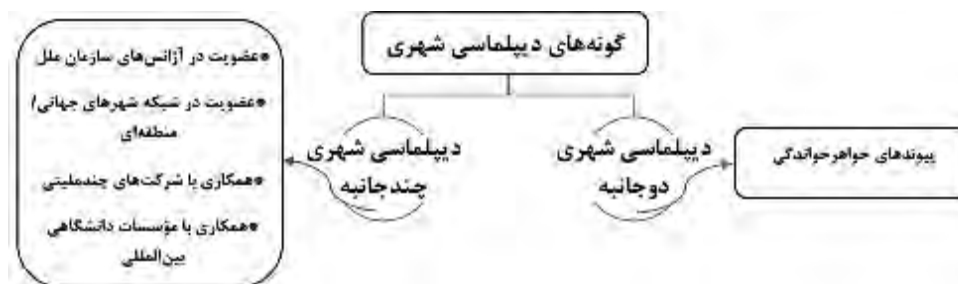 گونه‌های دیپلماسی شهری
دیپلماسی شهری
دوجانبه
پیوندهای خواهرخواندگی
دیپلماسی شهری
چندجانبه
●عضویت در آژانس‌های سازمان ملل
●عضویت در شبکه شهرهای جهانی/
منطقه‌ای
●همکاری با شرکت‌های چندملیتی
●همکاری با مؤسسات دانشگاهی
بین‌المللی